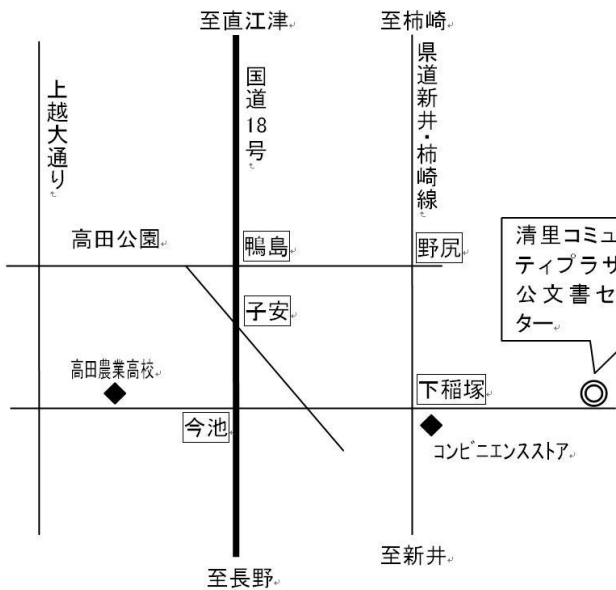 至直江津
至柿崎
上越大通り
国道18号
県道新井・柿崎線
高田公園
鴨島
野尻
清里コミュ
ティプラザ
公文書セ
ター
子安
高田農業高校
下稲塚
今池
コンビニエンスストア
至新井
至長野